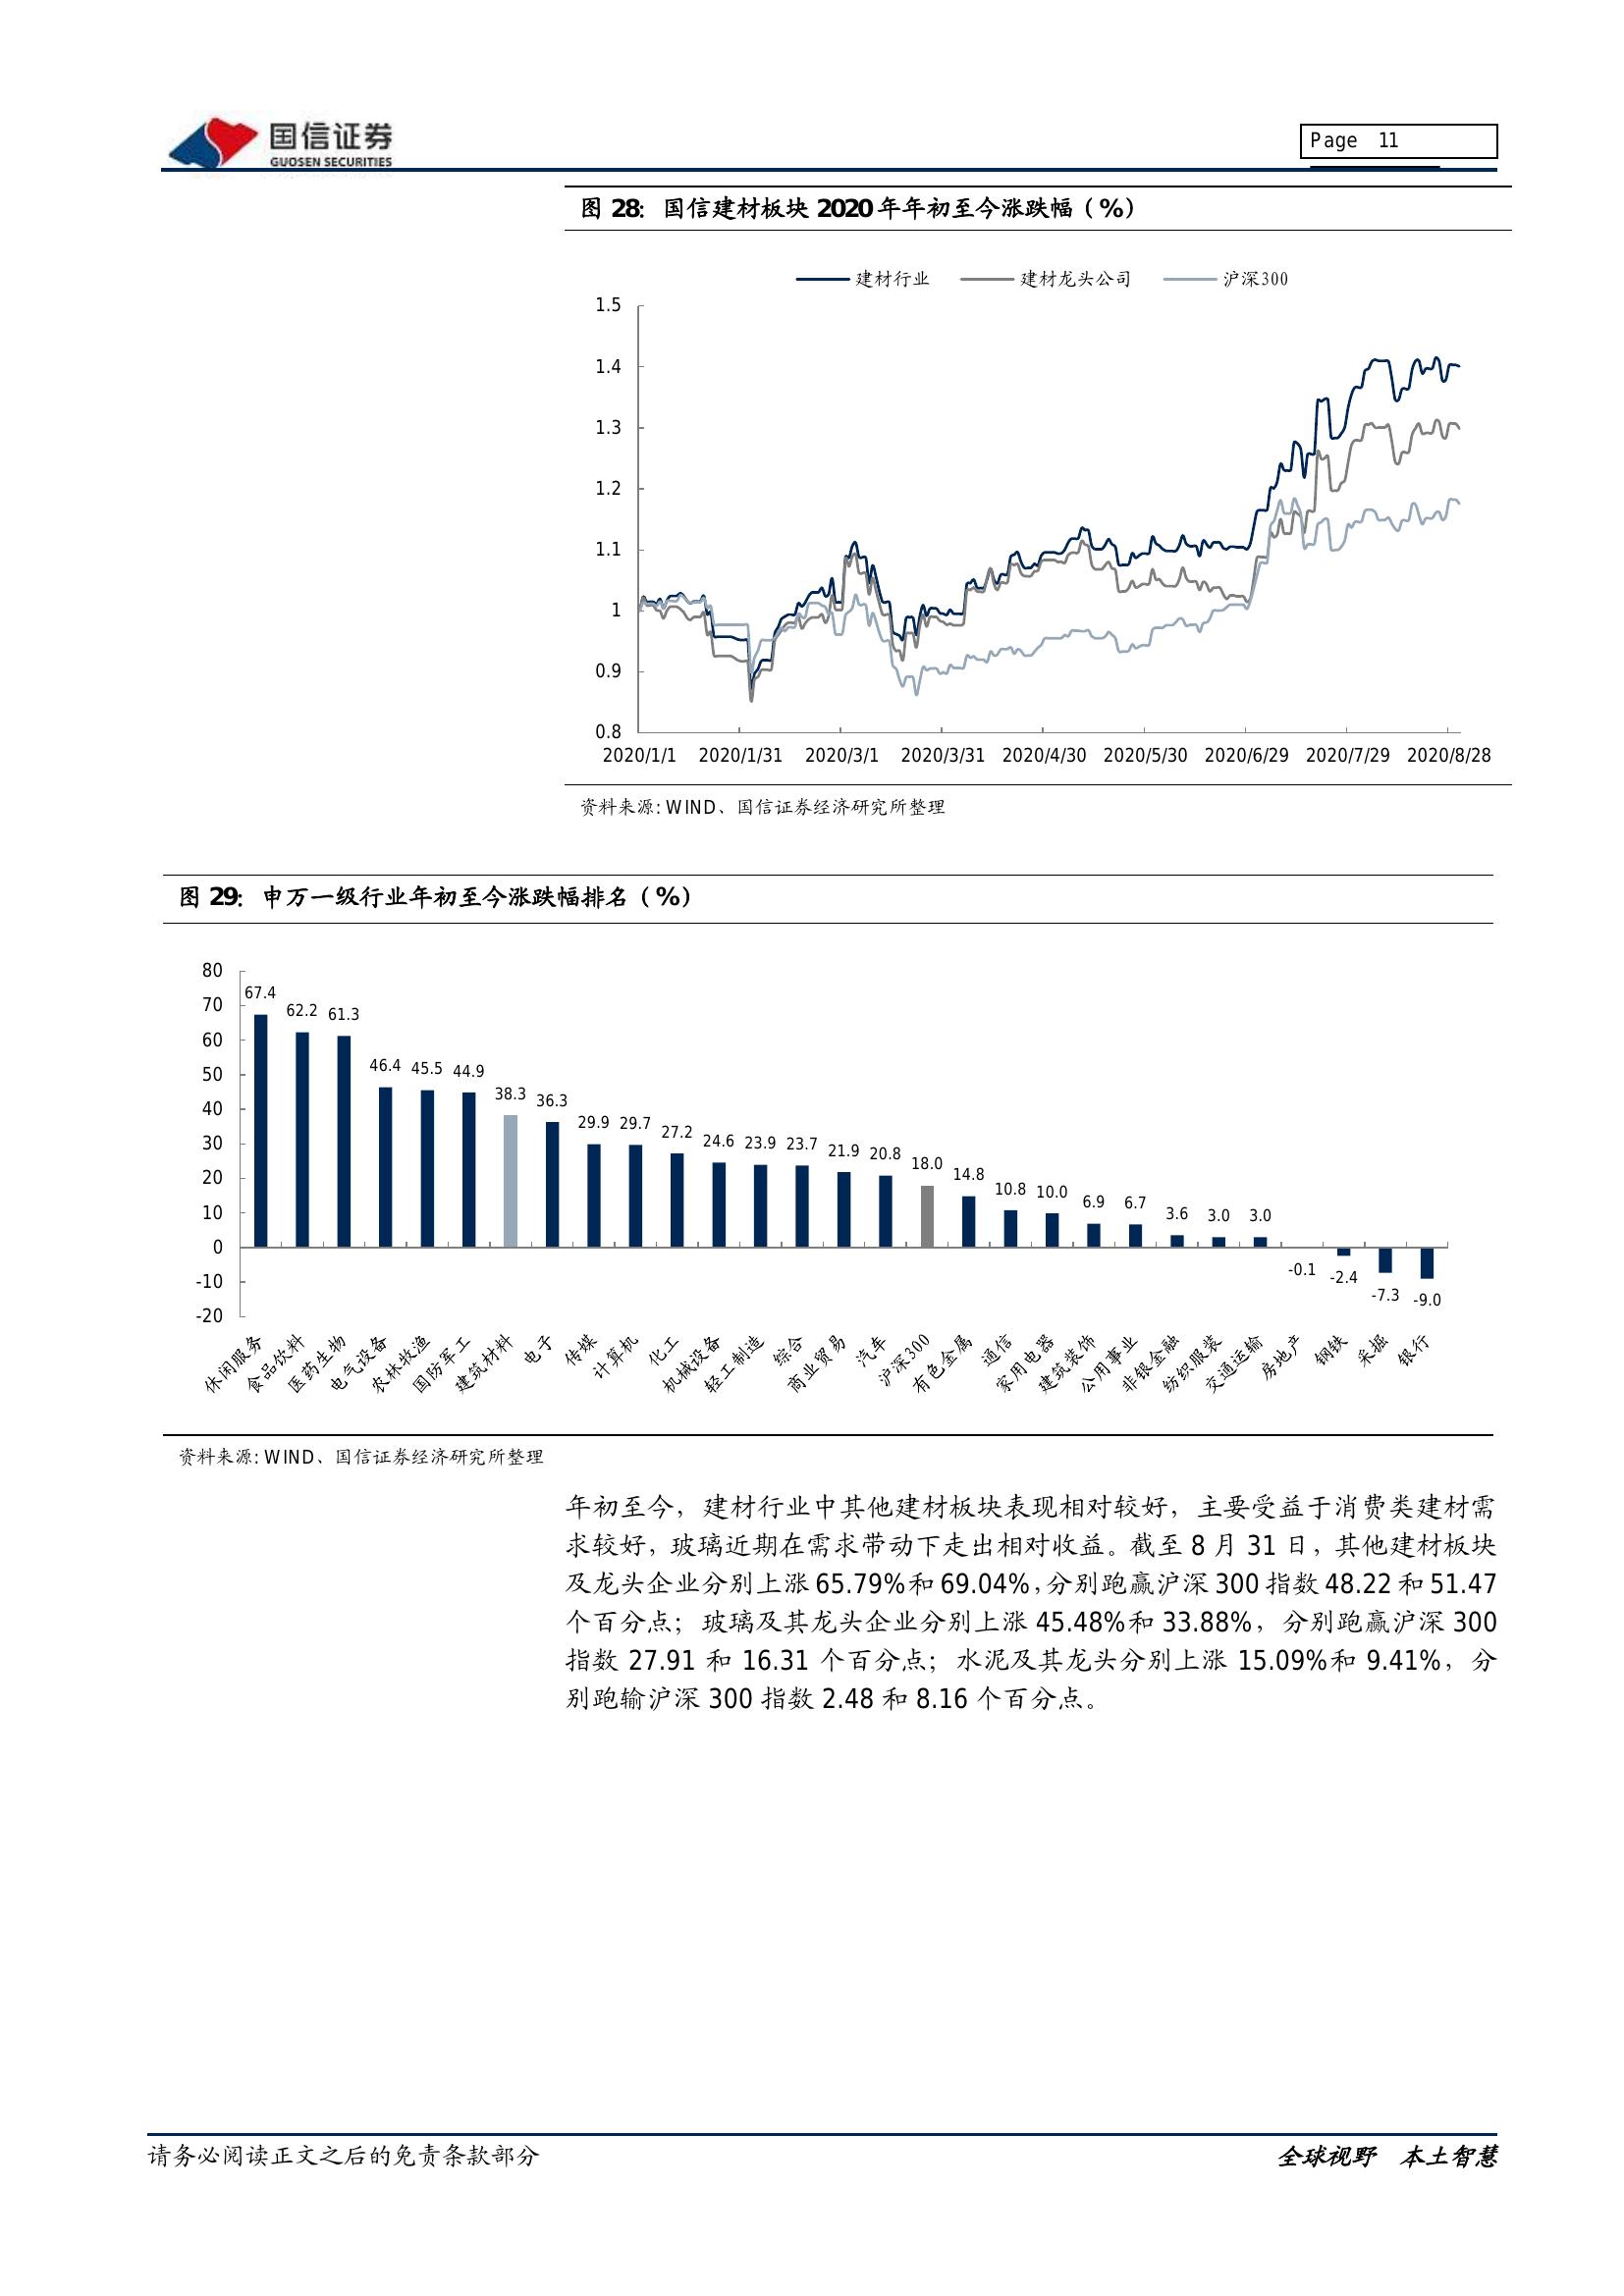 国信证券
GUOSEN SECURITIES
Page 11
图 28：国信建材板块 2020 年年初至今涨跌幅（%）
建材行业 建材龙头公司 沪深300
1.5
1.4
1.3
1.2
1.1
1
0.9
0.8
2020/1/1 2020/1/31 2020/3/1 2020/3/31 2020/4/30 2020/5/30 2020/6/29 2020/7/29 2020/8/28
资料来源: WIND、国信证券经济研究所整理
图 29：申万一级行业年初至今涨跌幅排名（%）
80
70
60
50
40
30
20
10
0
-10
-20
67.4 62.2 61.3 46.4 45.5 44.9 38.3 36.3 29.9 29.7 27.2 24.6 23.9 23.7 21.9 20.8 18.0 14.8 10.8 10.0 6.9 6.7 3.6 3.0 3.0 -0.1 -2.4 -7.3 -9.0
休闲服务 食品饮料 医药生物 电气设备 农林牧渔 国防军工 建筑材料 电子 传媒 计算机 化工 机械设备 轻工制造 综合 商业贸易 汽车 沪深300 有色金属 通信 家用电器 建筑装饰 公用事业 非银金融 纺织服装 交通运输 房地产 钢铁 采掘 银行
资料来源: WIND、国信证券经济研究所整理
年初至今，建材行业中其他建材板块表现相对较好，主要受益于消费类建材需
求较好，玻璃近期在需求带动下走出相对收益。截至 8 月 31 日，其他建材板块
及龙头企业分别上涨 65.79%和 69.04%，分别跑赢沪深 300 指数 48.22 和 51.47
个百分点；玻璃及其龙头企业分别上涨 45.48%和 33.88%，分别跑赢沪深 300
指数 27.91 和 16.31 个百分点；水泥及其龙头分别上涨 15.09%和 9.41%，分
别跑输沪深 300 指数 2.48 和 8.16 个百分点。
请务必阅读正文之后的免责条款部分
全球视野 本土智慧